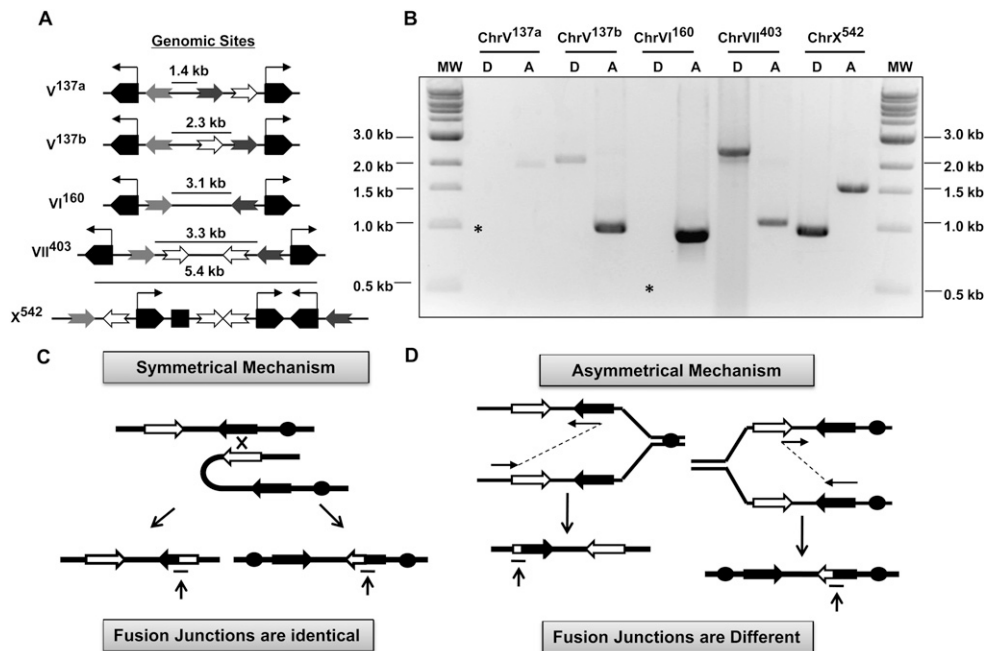 A
Genomic Sites
1.4 kb
V137a
2.3 kb
V137b
3.1 kb
VI160
3.3 kb
VII403
5.4 kb
X542
B
ChrV137a ChrV137b ChrVI160 ChrVII403 ChrX542
MW D A D A D A D A D A MW
3.0 kb 3.0 kb
2.0 kb 2.0 kb
1.5 kb 1.5 kb
1.0 kb 1.0 kb
*
0.5 kb * 0.5 kb
C
Symmetrical Mechanism
X
Fusion Junctions are identical
D
Asymmetrical Mechanism
Fusion Junctions are Different